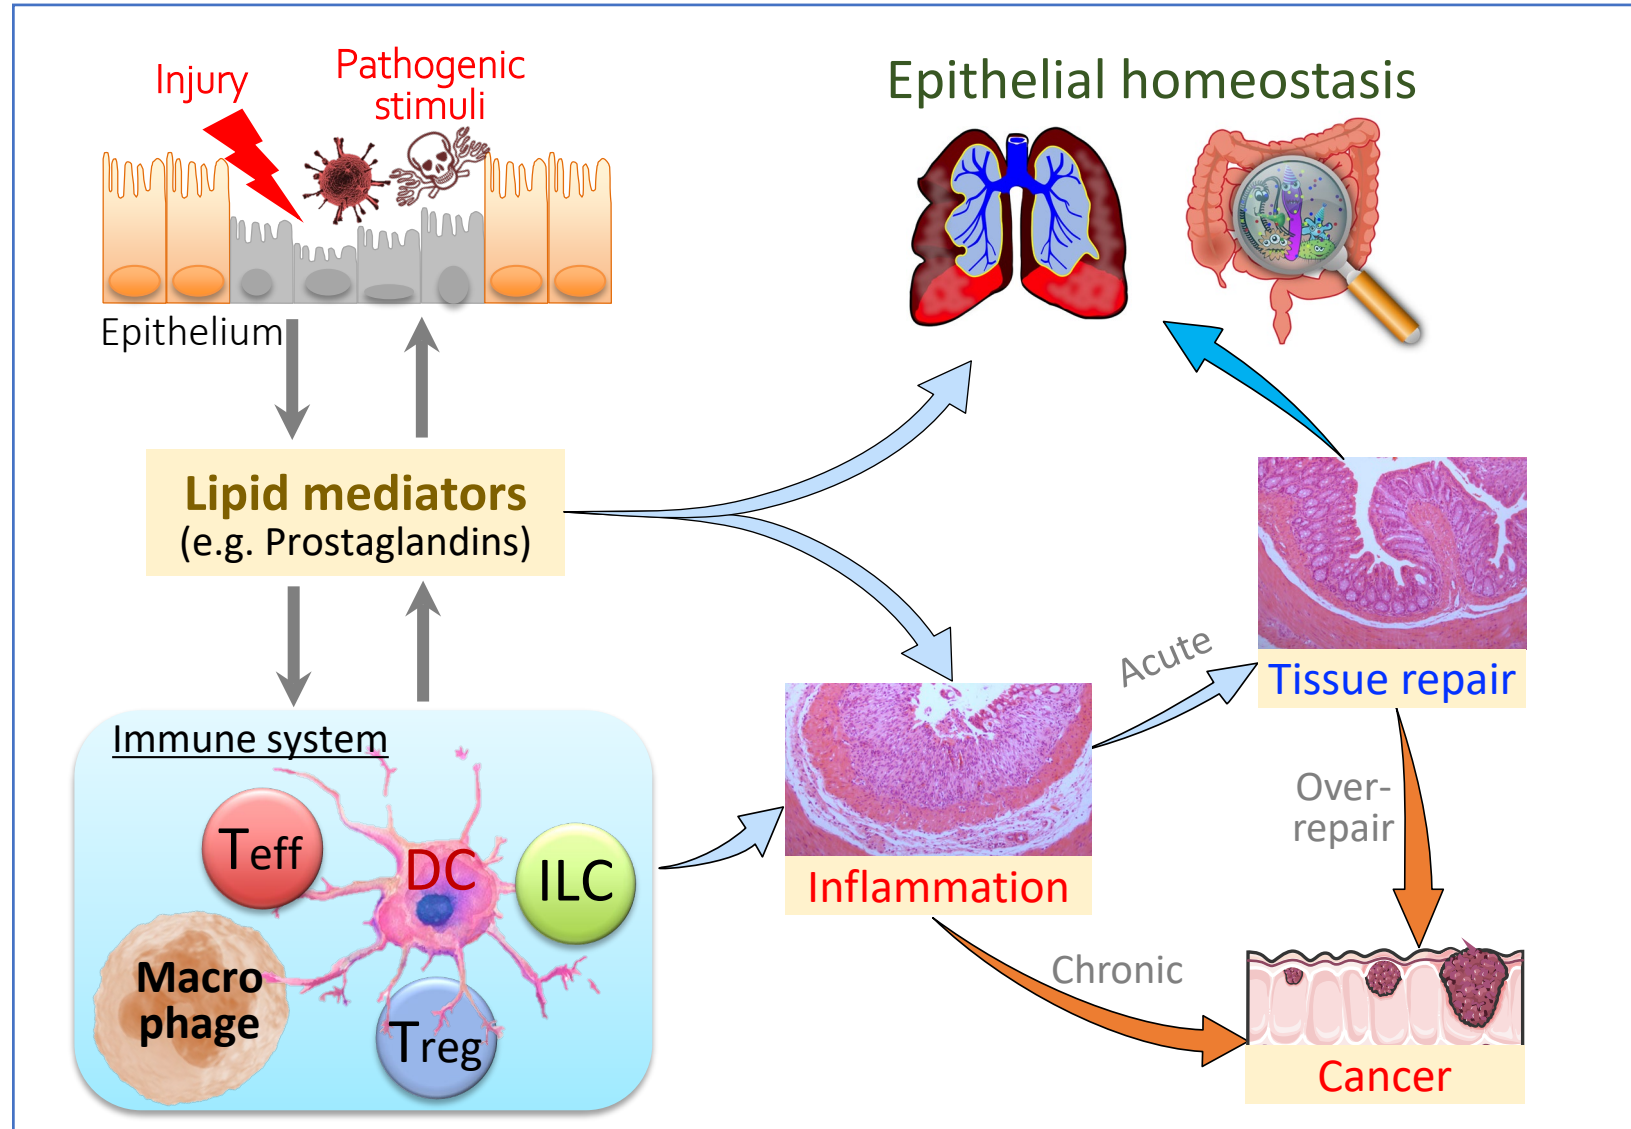 Injury
Pathogenic
stimuli
Epithelium
Lipid mediators
(e.g. Prostaglandins)
Immune system
Teff
DC
ILC
Macro
phage
Treg
Epithelial homeostasis
Inflammation
Acute
Tissue repair
Over-
repair
Chronic
Cancer